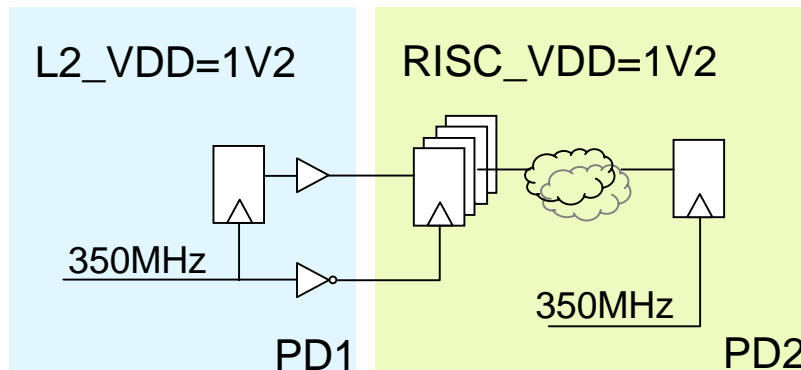 L2_VDD=1V2
RISC_VDD=1V2
350MHz
350MHz
PD1
PD2